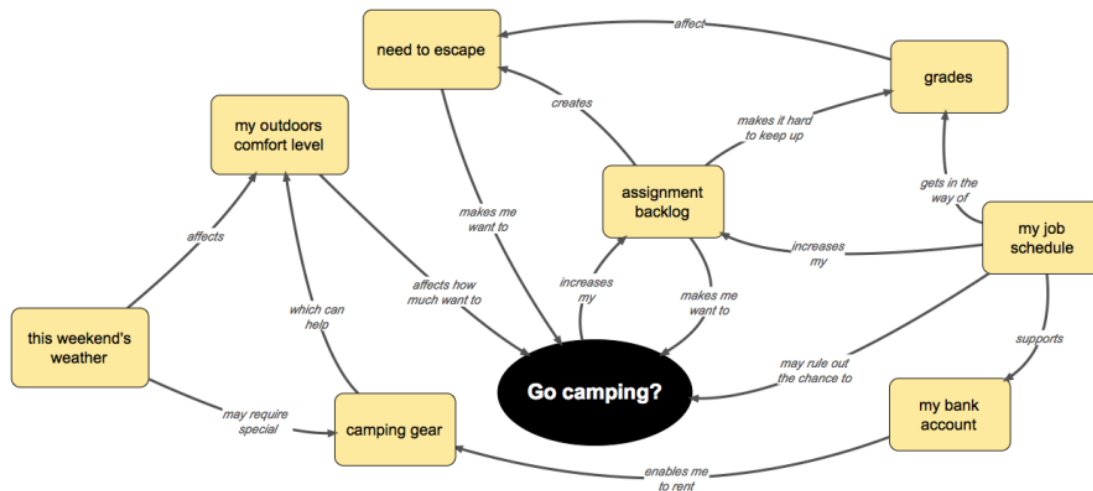 need to escape
affect
grades
creates
my outdoors
comfort level
makes it hard
to keep up
assignment
backlog
gets in the
way of
my job
schedule
makes me
want to
affects
increases
my
affects how
much want to
increases
my
makes me
want to
which can
help
this weekend's
weather
supports
may rule out
the chance to
Go camping?
may require
special
camping gear
my bank
account
enables me
to rent